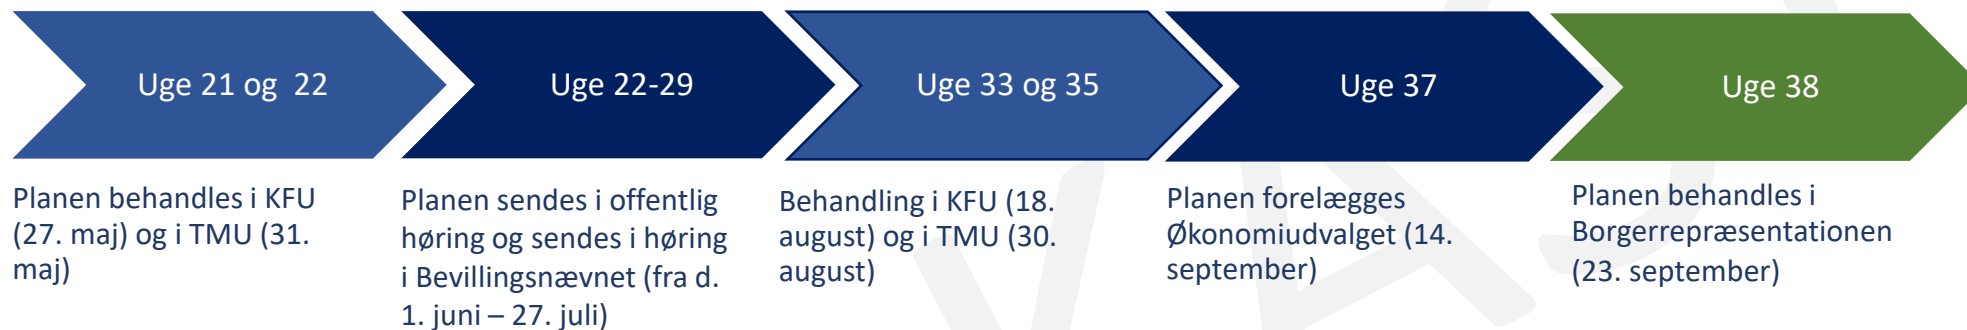 Uge 21 og  22
Uge 22-29
Uge 33 og 35
Uge 37
Uge 38
Planen behandles i KFU
(27. maj) og i TMU (31.
maj)
Planen sendes i offentlig
høring og sendes i høring
i Bevillingsnævnet (fra d.
1. juni – 27. juli)
Behandling i KFU (18.
august) og i TMU (30.
august)
Planen forelægges
Økonomiudvalget (14.
september)
Planen behandles i
Borgerrepræsentationen
(23. september)